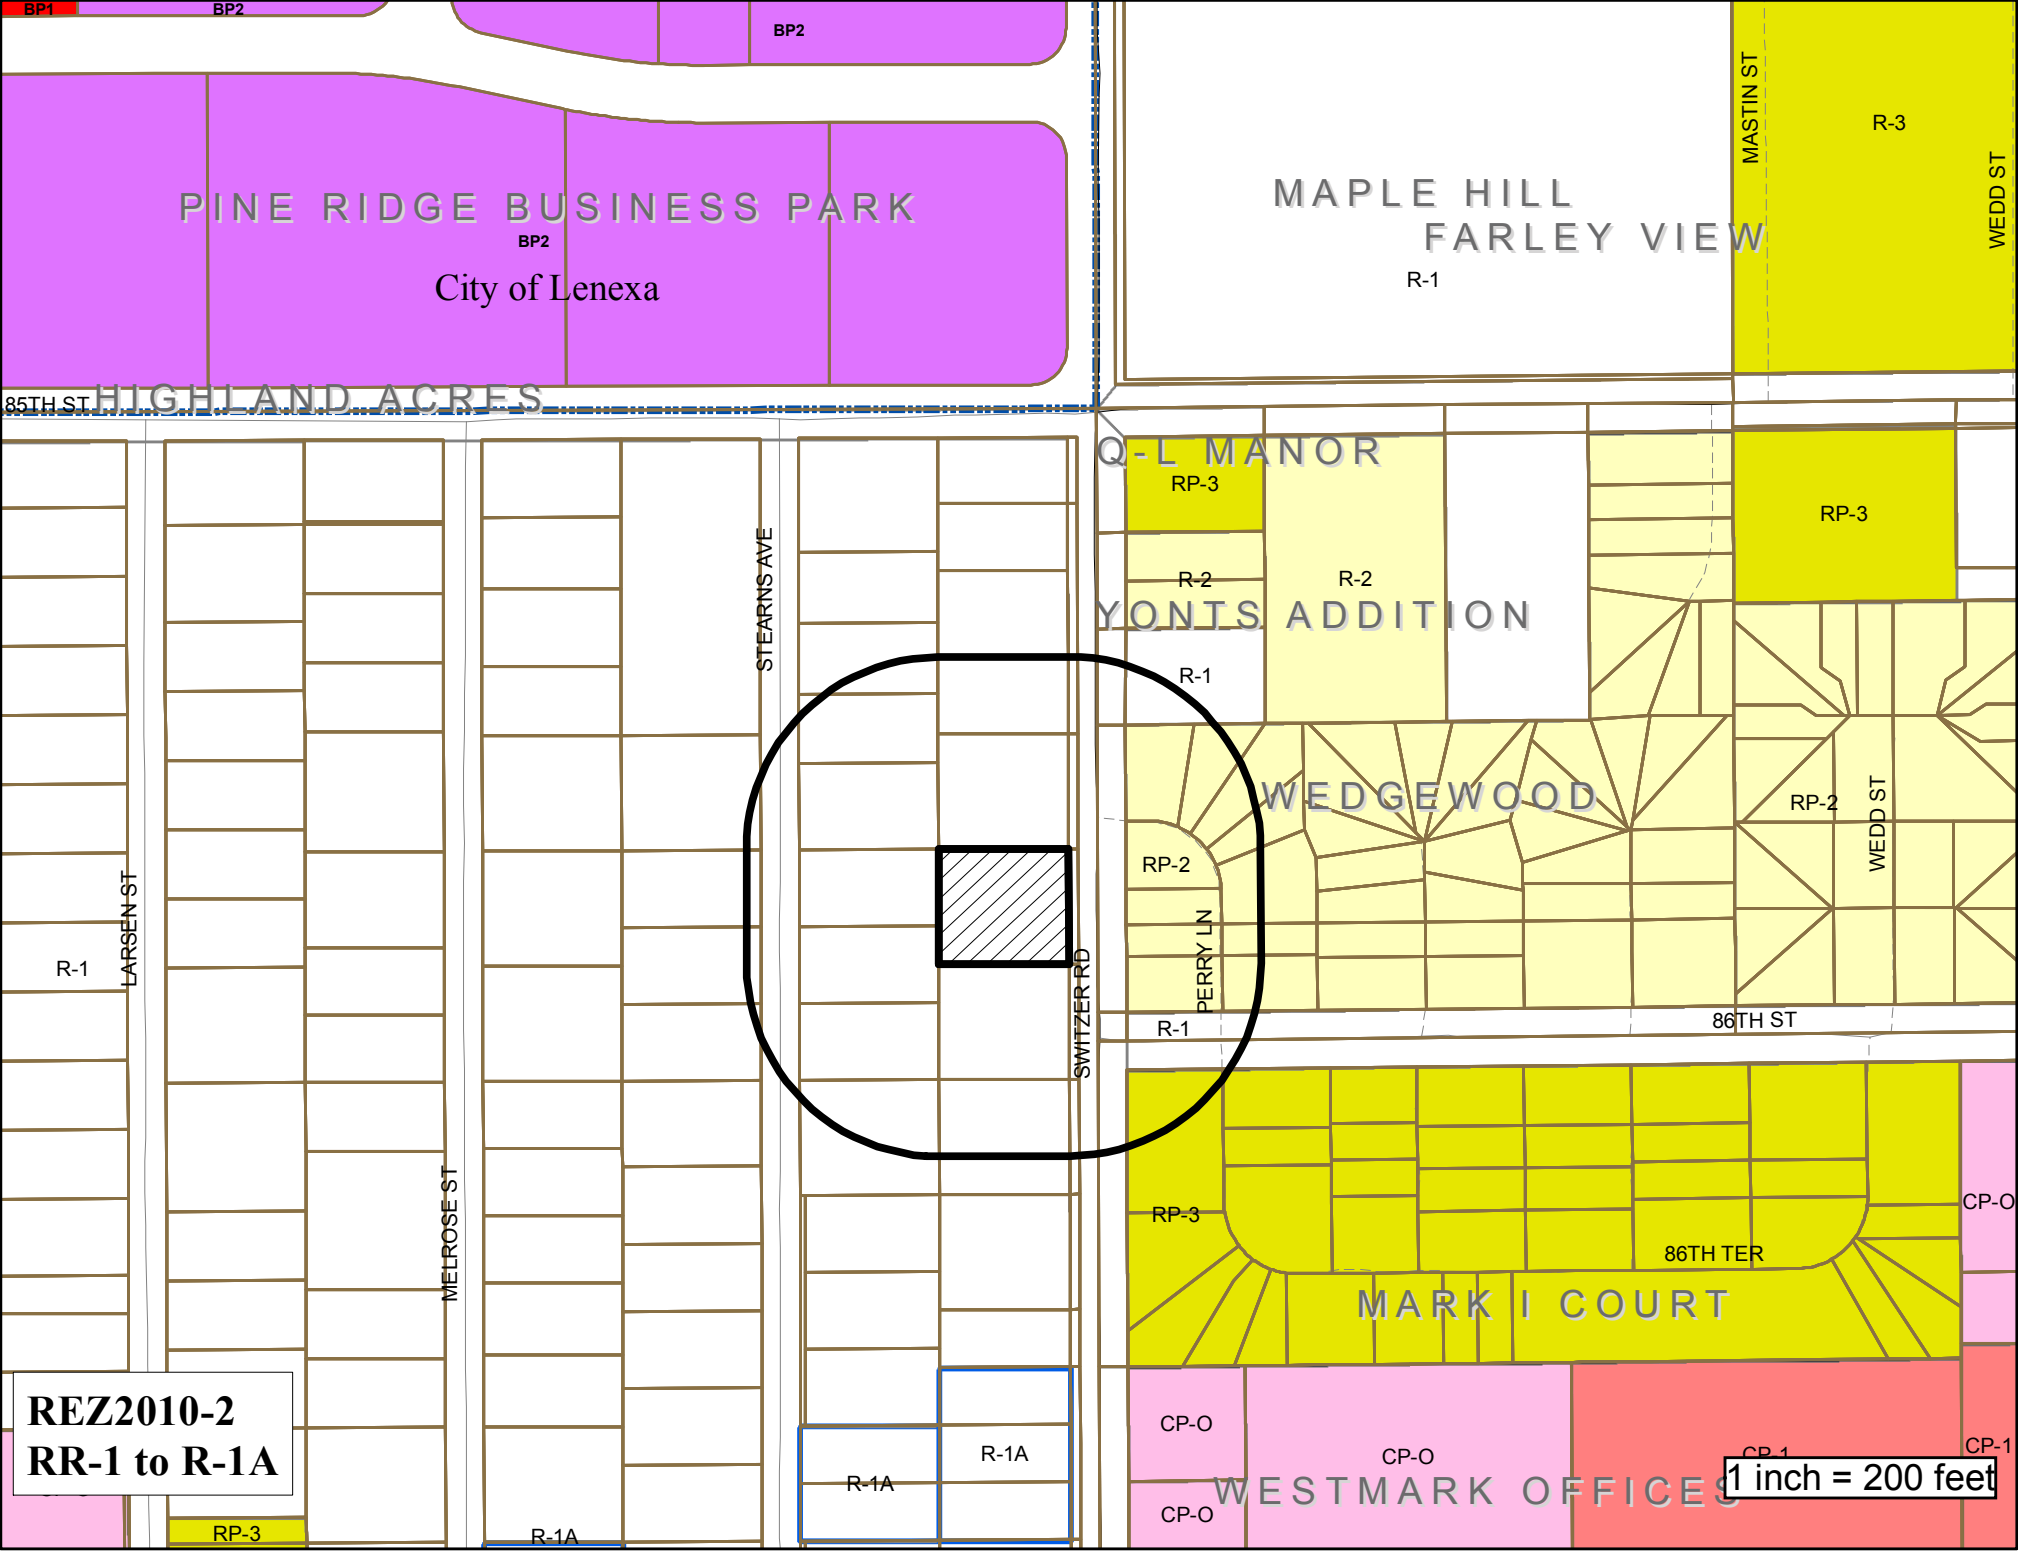 BP1
BP2
BP2
MASTIN ST
R-3
WEDD ST
PINE RIDGE BUSINESS PARK
BP2
City of Lenexa
MAPLE HILL
FARLEY VIEW
R-1
85TH ST
HIGHLAND ACRES
Q-L MANOR
RP-3
RP-3
R-2
R-2
YONTS ADDITION
STEARNS AVE
R-1
WEDGEWOOD
RP-2
WEDD ST
RP-2
LARSEN ST
R-1
PERRY LN
SWITZER RD
R-1
86TH ST
MELROSE ST
RP-3
CP-O
86TH TER
MARK I COURT
REZ2010-2
RR-1 to R-1A
CP-O
CP-O
CP-1
CP-1
R-1A
R-1A
WESTMARK OFFICES
1 inch = 200 feet
CP-O
RP-3
R-1A